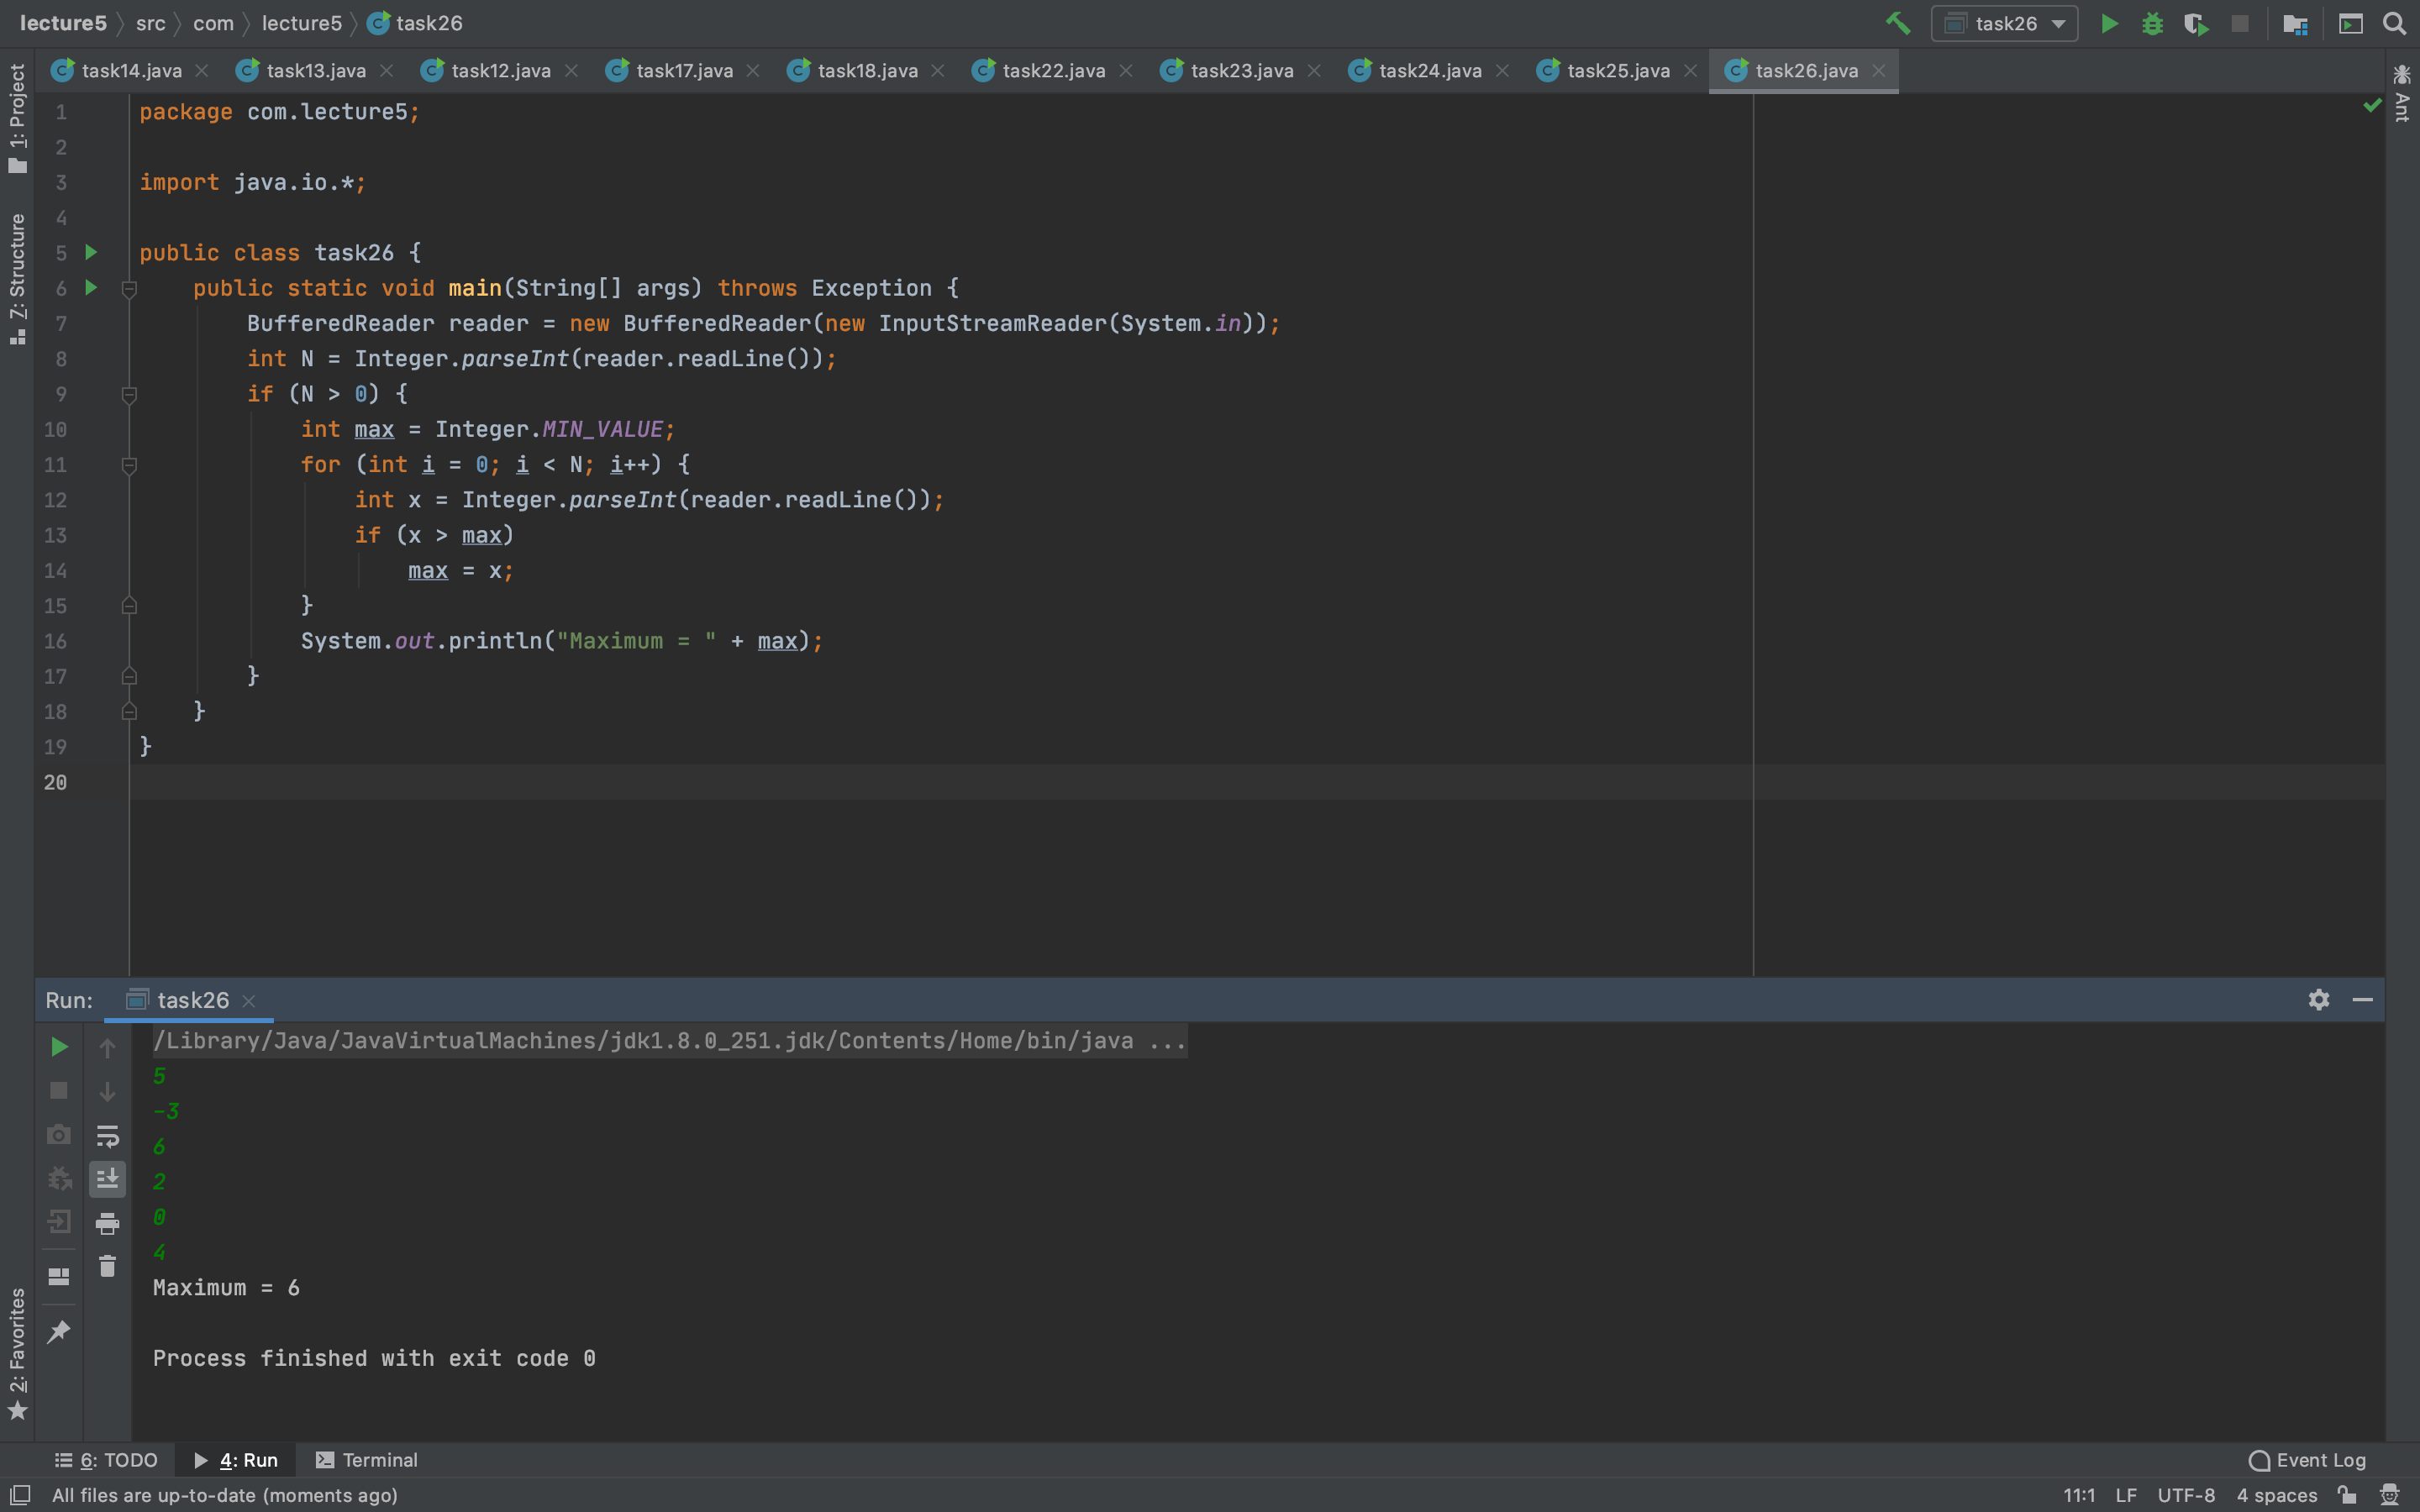 lecture5 src com lecture5 task26 task26
task14.java task13.java task12.java task17.java task18.java task22.java task23.java task24.java task25.java task26.java
1: Project
7: Structure
2: Favorites
Ant
1 package com.lecture5;
2
3 import java.io.*;
4
5 public class task26 {
6     public static void main(String[] args) throws Exception {
7         BufferedReader reader = new BufferedReader(new InputStreamReader(System.in));
8         int N = Integer.parseInt(reader.readLine());
9         if (N > 0) {
10             int max = Integer.MIN_VALUE;
11             for (int i = 0; i < N; i++) {
12                 int x = Integer.parseInt(reader.readLine());
13                 if (x > max)
14                     max = x;
15             }
16             System.out.println("Maximum = " + max);
17         }
18     }
19 }
20
Run: task26
/Library/Java/JavaVirtualMachines/jdk1.8.0_251.jdk/Contents/Home/bin/java ...
5
-3
6
2
0
4
Maximum = 6
Process finished with exit code 0
6: TODO 4: Run Terminal Event Log
All files are up-to-date (moments ago) 11:1 LF UTF-8 4 spaces